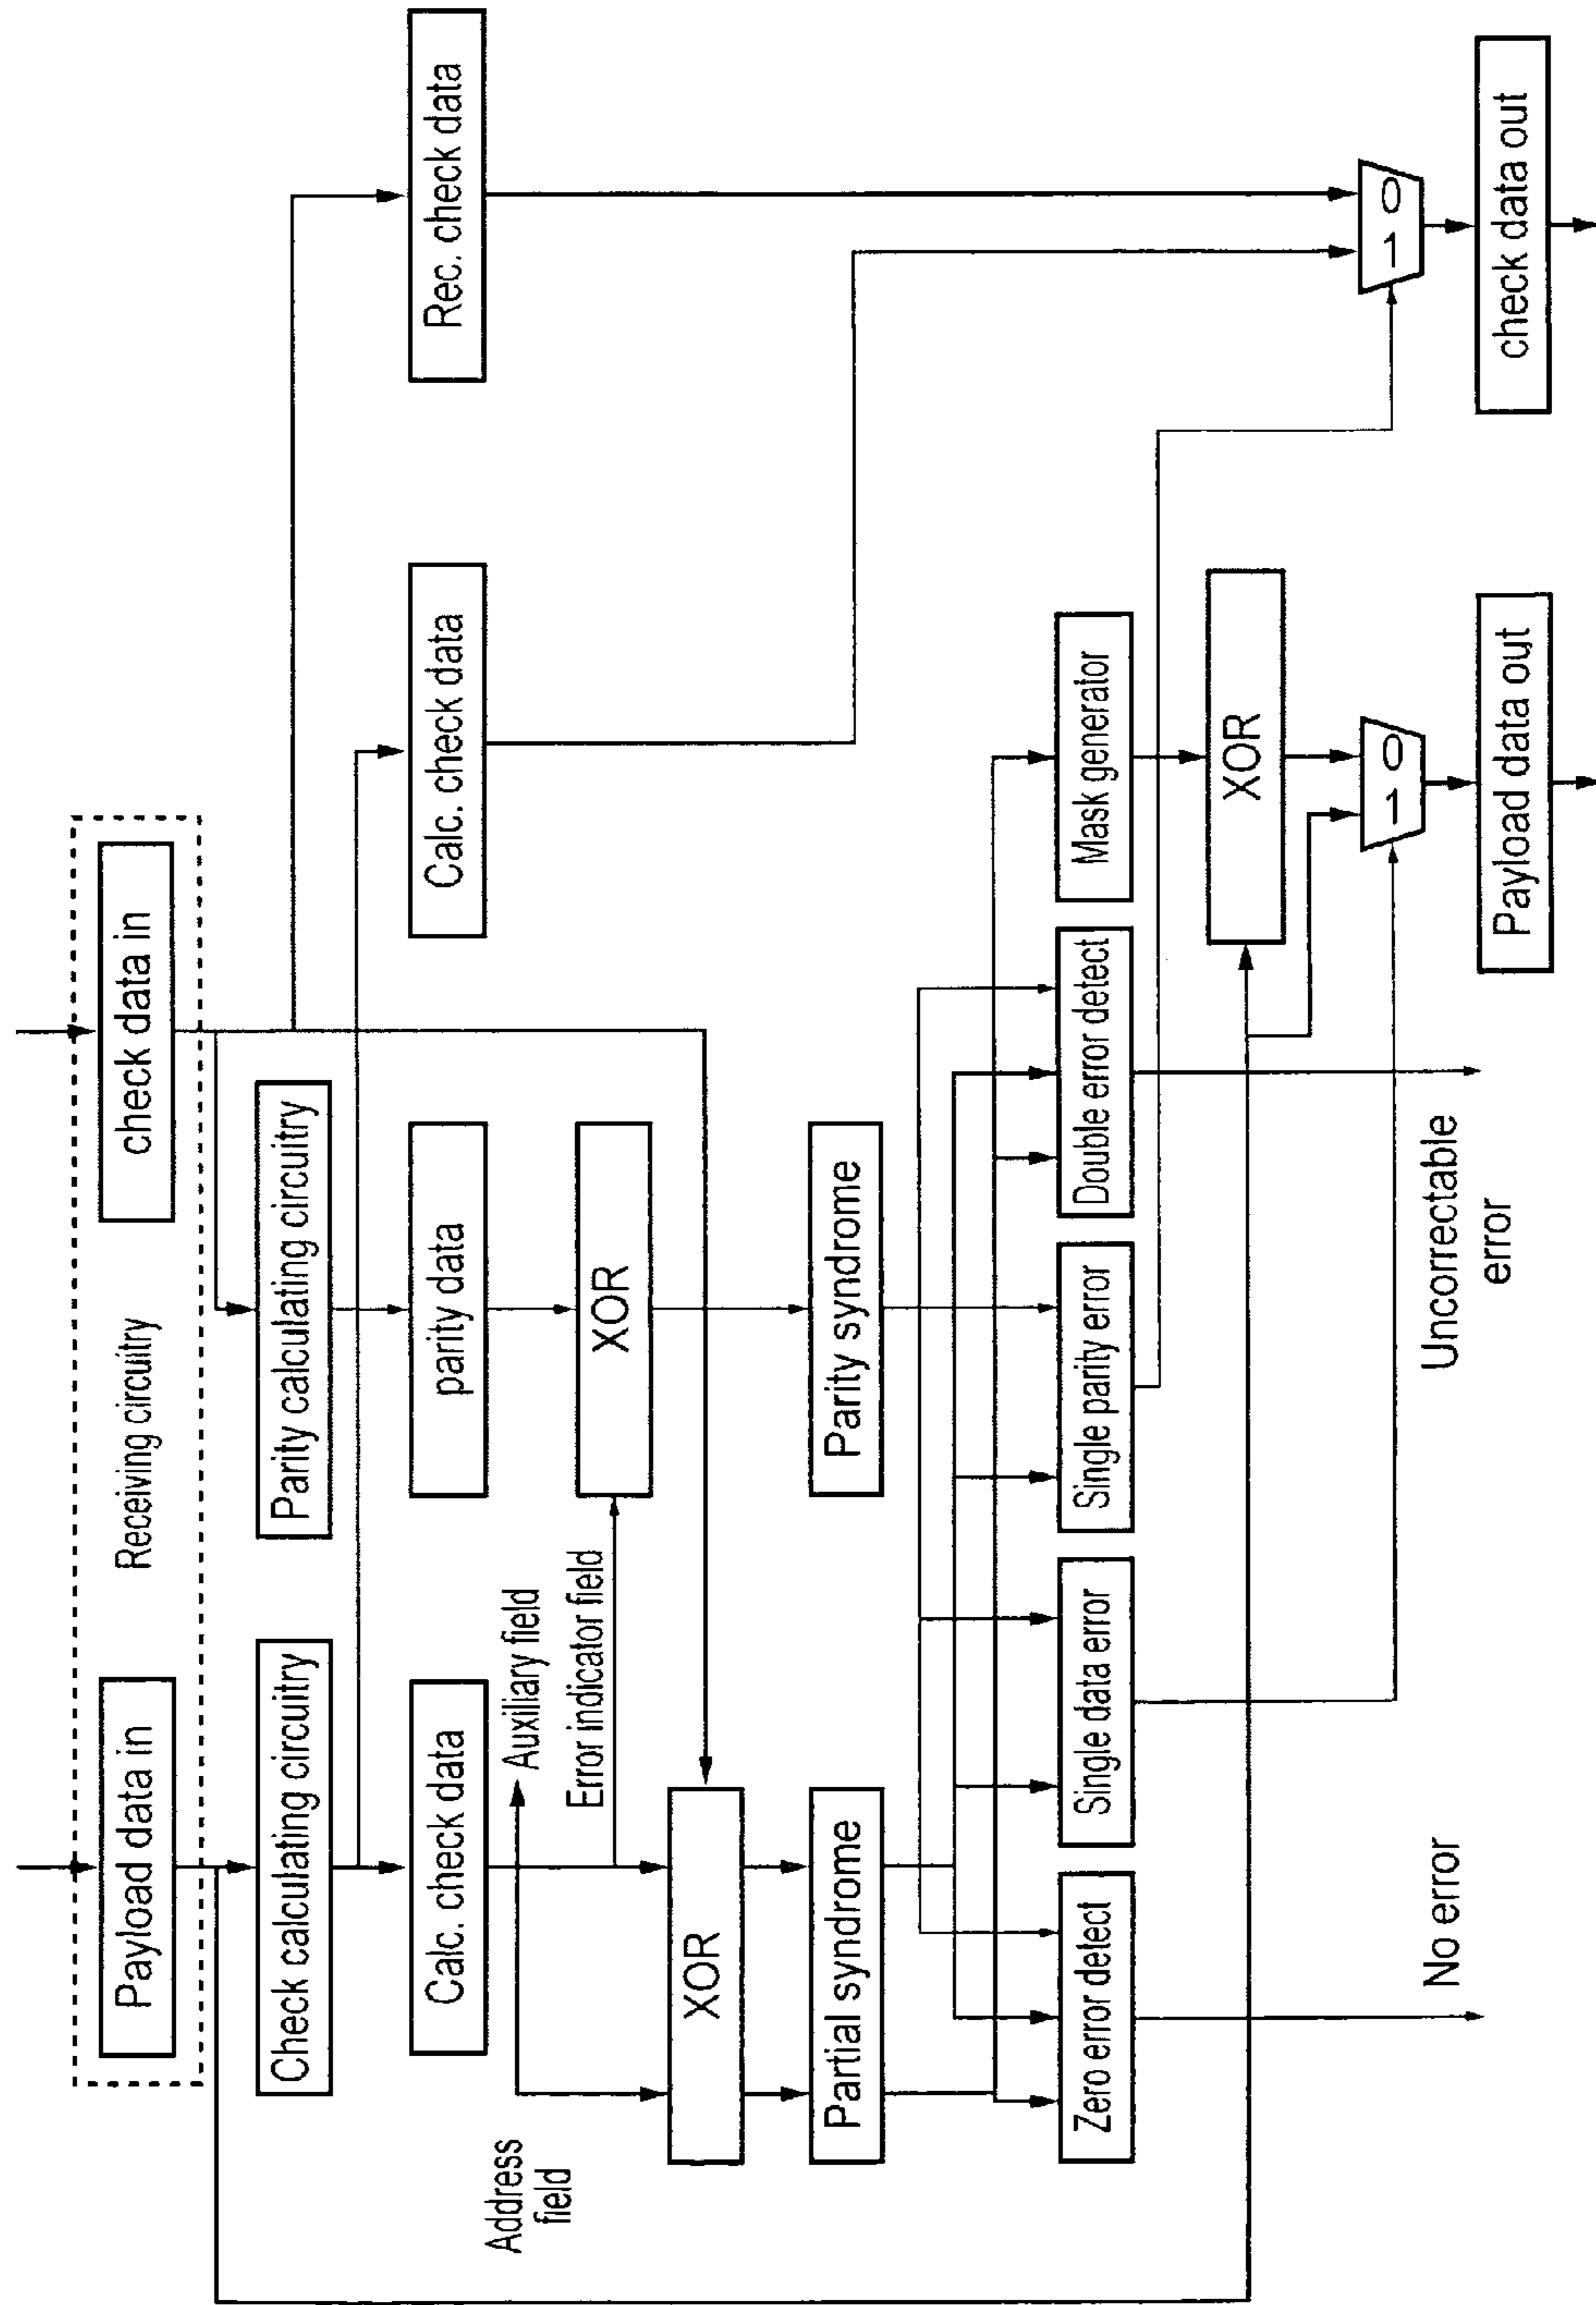 Payload data in
Receiving circuitry
check data in
Check calculating circuitry
Parity calculating circuitry
Calc. check data
parity data
Calc. check data
Rec. check data
Address
field
Auxiliary field
Error indicator field
XOR
XOR
Partial syndrome
Parity syndrome
Zero error detect
Single data error
Single parity error
Double error detect
Mask generator
XOR
1 0
1 0
No error
Uncorrectable
error
Payload data out
check data out